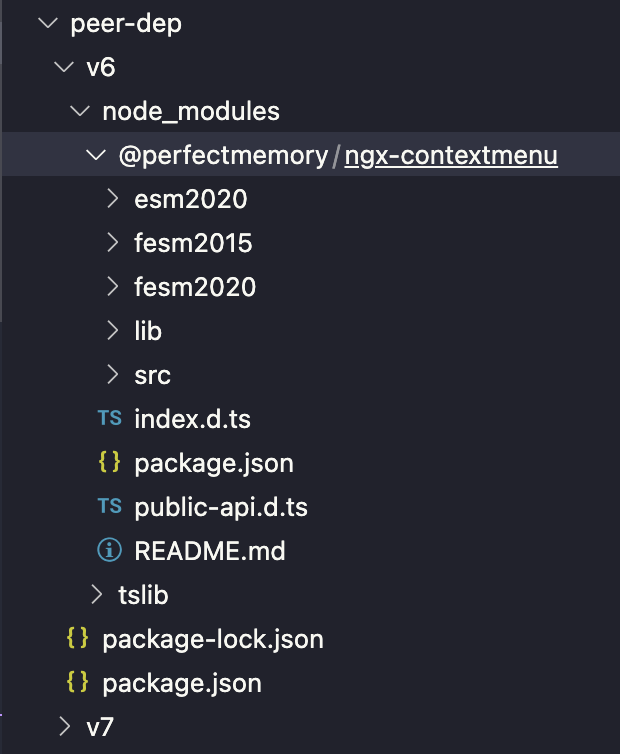 peer-dep
v6
node_modules
@perfectmemory/ngx-contextmenu
esm2020
fesm2015
fesm2020
lib
src
TS index.d.ts
{} package.json
TS public-api.d.ts
README.md
tslib
{} package-lock.json
{} package.json
v7